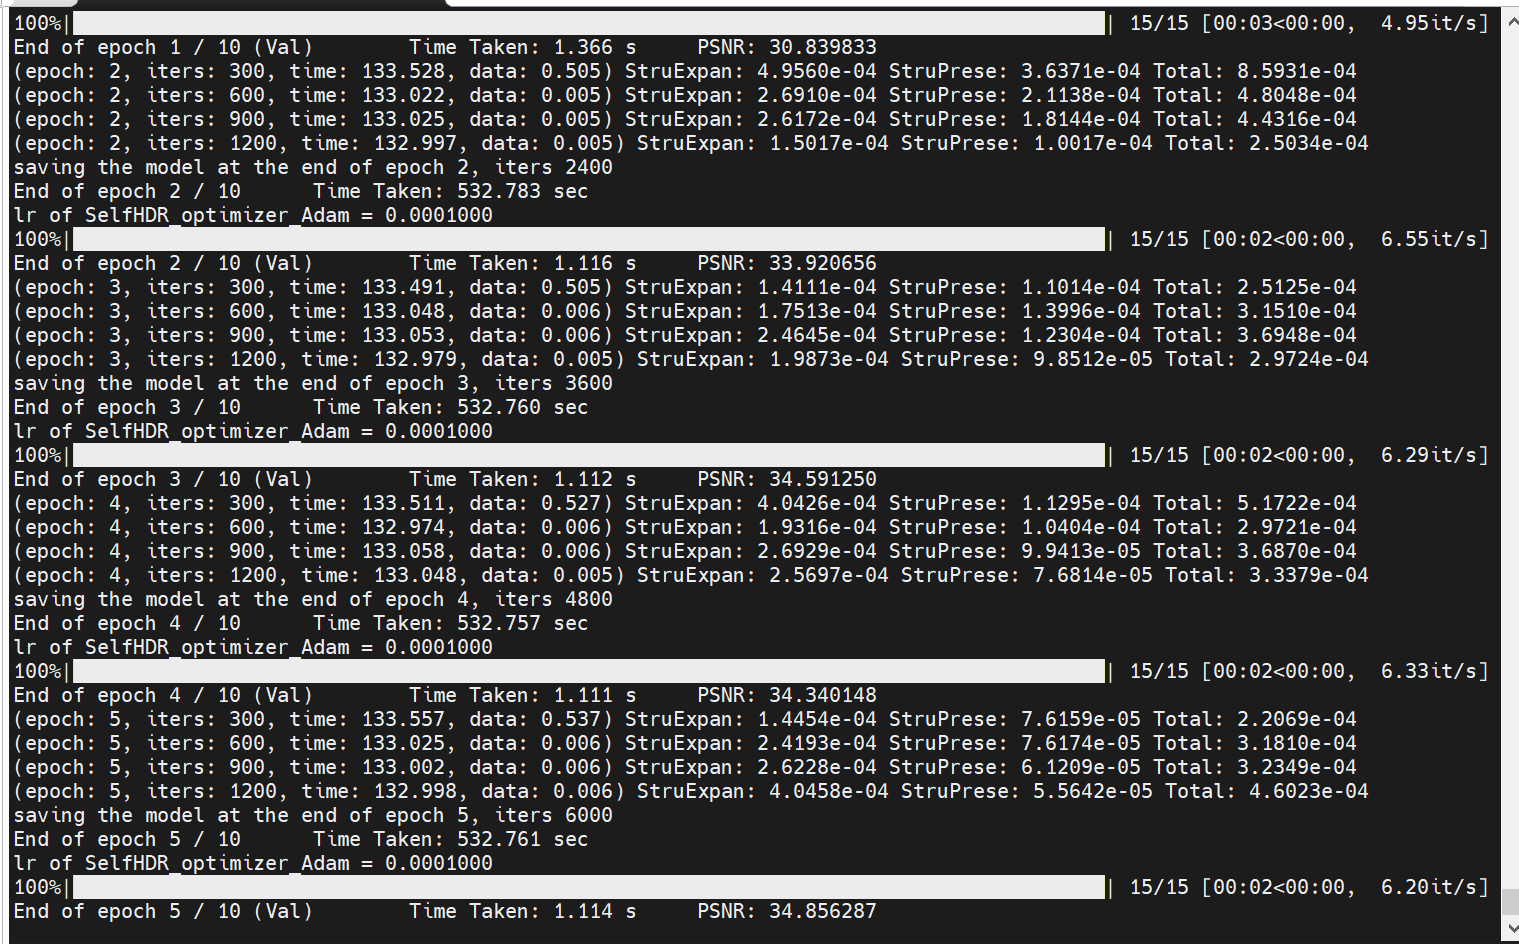 100%| | 15/15 [00:03<00:00, 4.95it/s]
End of epoch 1 / 10 (Val) Time Taken: 1.366 s PSNR: 30.839833
(epoch: 2, iters: 300, time: 133.528, data: 0.505) StruExpan: 4.9560e-04 StruPrese: 3.6371e-04 Total: 8.5931e-04
(epoch: 2, iters: 600, time: 133.022, data: 0.005) StruExpan: 2.6910e-04 StruPrese: 2.1138e-04 Total: 4.8048e-04
(epoch: 2, iters: 900, time: 133.025, data: 0.005) StruExpan: 2.6172e-04 StruPrese: 1.8144e-04 Total: 4.4316e-04
(epoch: 2, iters: 1200, time: 132.997, data: 0.005) StruExpan: 1.5017e-04 StruPrese: 1.0017e-04 Total: 2.5034e-04
saving the model at the end of epoch 2, iters 2400
End of epoch 2 / 10 Time Taken: 532.783 sec
lr of SelfHDR_optimizer_Adam = 0.0001000
100%| | 15/15 [00:02<00:00, 6.55it/s]
End of epoch 2 / 10 (Val) Time Taken: 1.116 s PSNR: 33.920656
(epoch: 3, iters: 300, time: 133.491, data: 0.505) StruExpan: 1.4111e-04 StruPrese: 1.1014e-04 Total: 2.5125e-04
(epoch: 3, iters: 600, time: 133.048, data: 0.006) StruExpan: 1.7513e-04 StruPrese: 1.3996e-04 Total: 3.1510e-04
(epoch: 3, iters: 900, time: 133.053, data: 0.006) StruExpan: 2.4645e-04 StruPrese: 1.2304e-04 Total: 3.6948e-04
(epoch: 3, iters: 1200, time: 132.979, data: 0.005) StruExpan: 1.9873e-04 StruPrese: 9.8512e-05 Total: 2.9724e-04
saving the model at the end of epoch 3, iters 3600
End of epoch 3 / 10 Time Taken: 532.760 sec
lr of SelfHDR_optimizer_Adam = 0.0001000
100%| | 15/15 [00:02<00:00, 6.29it/s]
End of epoch 3 / 10 (Val) Time Taken: 1.112 s PSNR: 34.591250
(epoch: 4, iters: 300, time: 133.511, data: 0.527) StruExpan: 4.0426e-04 StruPrese: 1.1295e-04 Total: 5.1722e-04
(epoch: 4, iters: 600, time: 132.974, data: 0.006) StruExpan: 1.9316e-04 StruPrese: 1.0404e-04 Total: 2.9721e-04
(epoch: 4, iters: 900, time: 133.058, data: 0.006) StruExpan: 2.6929e-04 StruPrese: 9.9413e-05 Total: 3.6870e-04
(epoch: 4, iters: 1200, time: 133.048, data: 0.005) StruExpan: 2.5697e-04 StruPrese: 7.6814e-05 Total: 3.3379e-04
saving the model at the end of epoch 4, iters 4800
End of epoch 4 / 10 Time Taken: 532.757 sec
lr of SelfHDR_optimizer_Adam = 0.0001000
100%| | 15/15 [00:02<00:00, 6.33it/s]
End of epoch 4 / 10 (Val) Time Taken: 1.111 s PSNR: 34.340148
(epoch: 5, iters: 300, time: 133.557, data: 0.537) StruExpan: 1.4454e-04 StruPrese: 7.6159e-05 Total: 2.2069e-04
(epoch: 5, iters: 600, time: 133.025, data: 0.006) StruExpan: 2.4193e-04 StruPrese: 7.6174e-05 Total: 3.1810e-04
(epoch: 5, iters: 900, time: 133.002, data: 0.006) StruExpan: 2.6228e-04 StruPrese: 6.1209e-05 Total: 3.2349e-04
(epoch: 5, iters: 1200, time: 132.998, data: 0.006) StruExpan: 4.0458e-04 StruPrese: 5.5642e-05 Total: 4.6023e-04
saving the model at the end of epoch 5, iters 6000
End of epoch 5 / 10 Time Taken: 532.761 sec
lr of SelfHDR_optimizer_Adam = 0.0001000
100%| | 15/15 [00:02<00:00, 6.20it/s]
End of epoch 5 / 10 (Val) Time Taken: 1.114 s PSNR: 34.856287